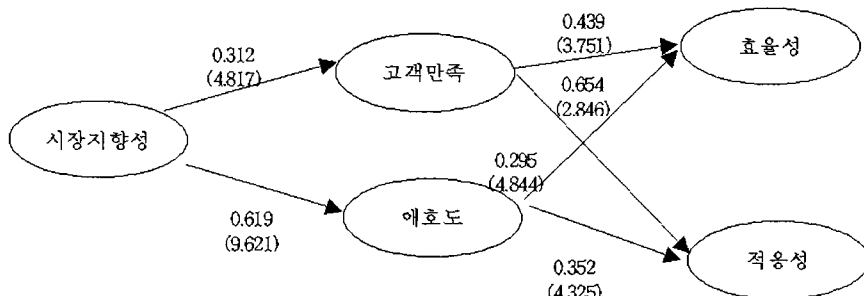 0.439
(3.751)
효율성
0.312
(4.817)
고객만족
0.654
(2.846)
시장지향성
0.295
(4.844)
애호도
0.619
(9.621)
0.352
(4.325)
적응성